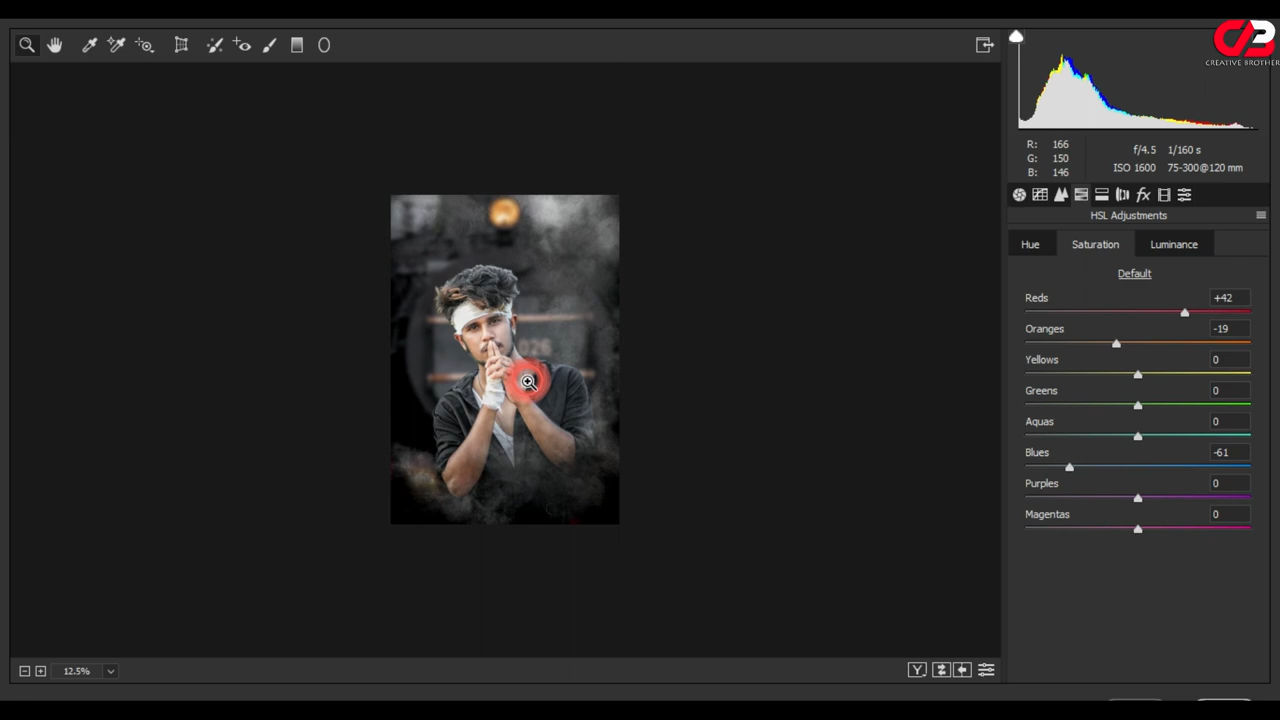 CREATIVE BROTHER
R: 166
G: 150
B: 146
f/4.5 1/160 s
ISO 1600 75-300@120 mm
fx
HSL Adjustments
Hue Saturation Luminance
Default
Reds +42
Oranges -19
Yellows 0
Greens 0
Aquas 0
Blues -61
Purples 0
Magentas 0
026
12.5%
Y